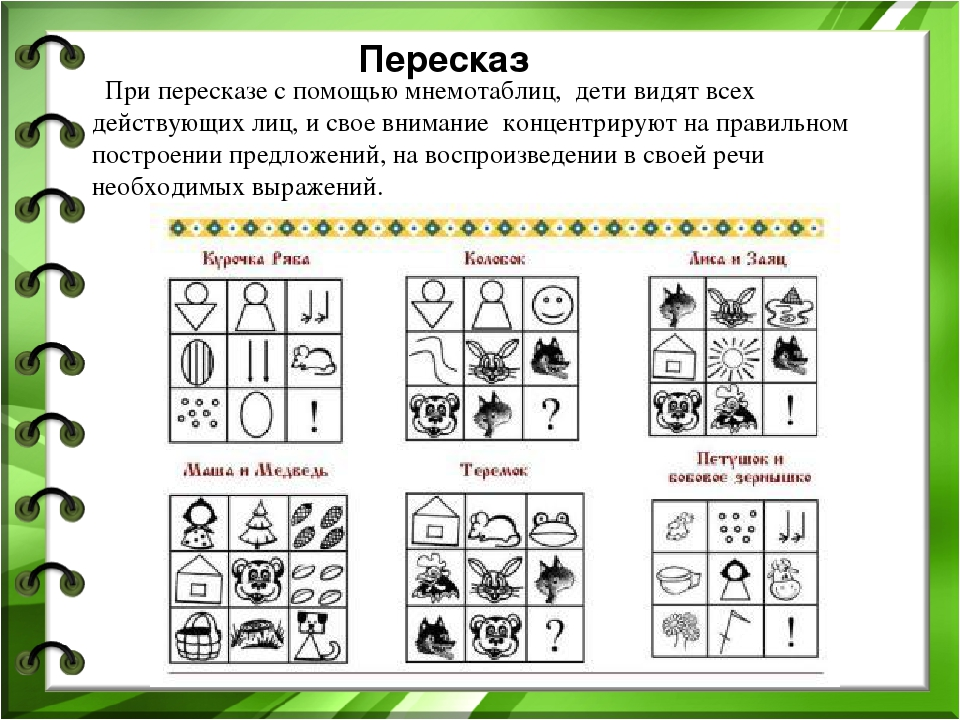 Пересказ
При пересказе с помощью мнемотаблиц, дети видят всех
действующих лиц, и свое внимание концентрируют на правильном
построении предложений, на воспроизведении в своей речи
необходимых выражений.
Курочка Ряба
Колобок
Лиса и Заяц
!
?
!
Маша и Медведь
Теремок
Петушок и
бобовое зернышко
?
!